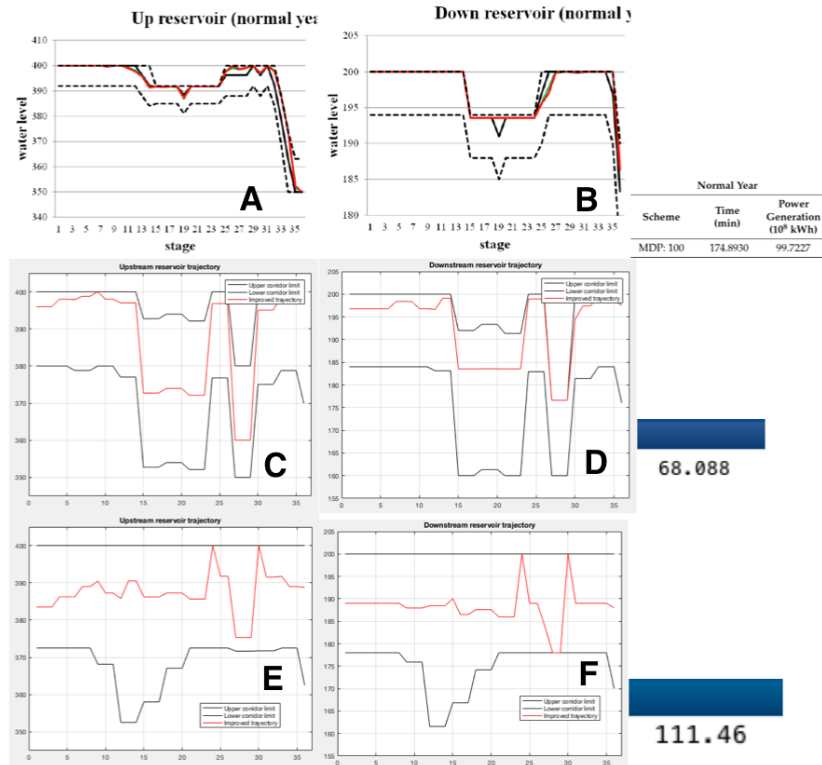 Up reservoir (normal yea
Down reservoir (normal y
410
400
390
380
370
360
350
340
water level
1 3 5 7 9 11 13 15 17 19 21 23 25 27 29 31 33 35
stage
A
205
200
195
190
185
180
water level
1 3 5 7 9 11 13 15 17 19 21 23 25 27 29 31 33 35
stage
B
Normal Year
Scheme Time (min) Power Generation (10⁸ kWh)
MDP: 100 174.8930 99.7227
Upstream reservoir trajectory
Upper corridor limit
Lower corridor limit
Improved trajectory
400
390
380
370
360
350
0 5 10 15 20 25 30 35
C
Downstream reservoir trajectory
Upper corridor limit
Lower corridor limit
Improved trajectory
205
200
195
190
185
180
175
170
165
160
155
0 5 10 15 20 25 30 35
D
68.088
Upstream reservoir trajectory
400
390
380
370
360
350
0 5 10 15 20 25 30 35
Upper corridor limit
Lower corridor limit
Improved trajectory
E
Downstream reservoir trajectory
205
200
195
190
185
180
175
170
165
160
155
0 5 10 15 20 25 30 35
Upper corridor limit
Lower corridor limit
Improved trajectory
F
111.46